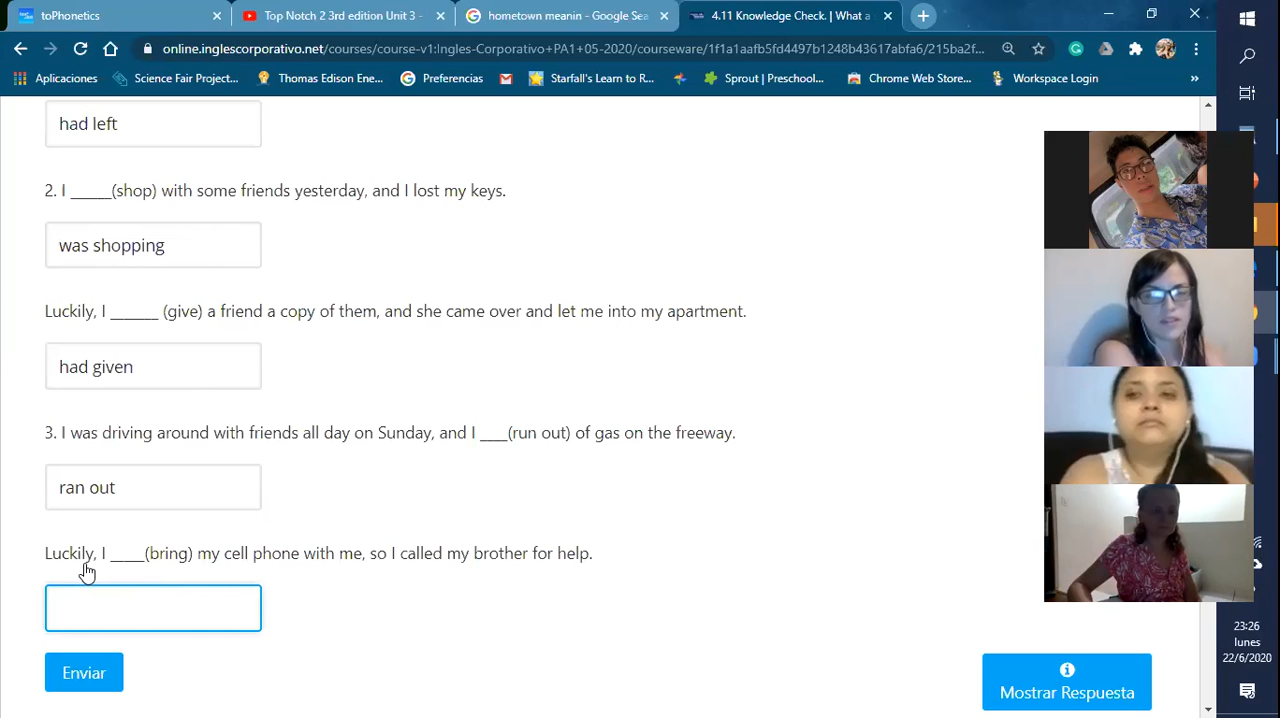 toPhonetics
Top Notch 2 3rd edition Unit 3 -
hometown meanin - Google Sea
4.11 Knowledge Check. | What a
online.inglescorporativo.net/courses/course-v1:Ingles-Corporativo+PA1+05-2020/courseware/1f1a1aafb5fd4497b1248b43617abfa6/215ba2f...
Aplicaciones
Science Fair Project...
Thomas Edison Ene...
Preferencias
Starfall's Learn to R...
Sprout | Preschool...
Chrome Web Store...
Workspace Login
had left
2. I _____(shop) with some friends yesterday, and I lost my keys.
was shopping
Luckily, I ______ (give) a friend a copy of them, and she came over and let me into my apartment.
had given
3. I was driving around with friends all day on Sunday, and I ___(run out) of gas on the freeway.
ran out
Luckily, I ____(bring) my cell phone with me, so I called my brother for help.
Enviar
Mostrar Respuesta
23:26
lunes
22/6/2020